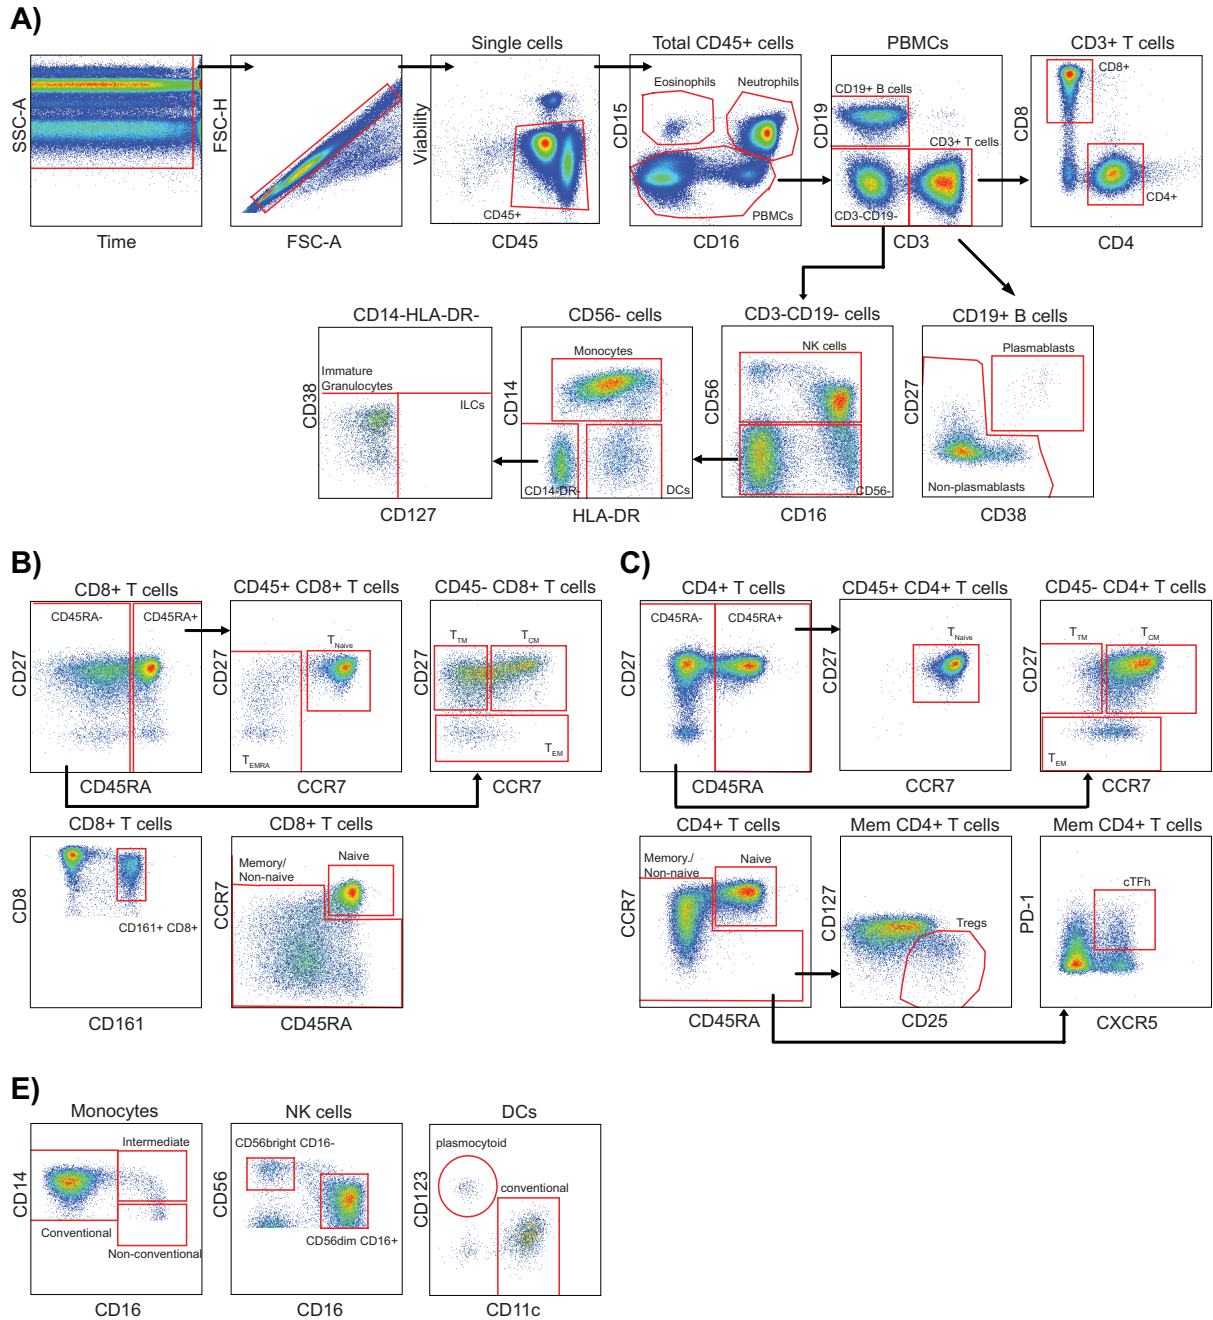 A)
Single cells
Total CD45+ cells
PBMCs
CD3+ T cells
SSC-A
Time
FSC-H
FSC-A
Viability
CD45+
CD45
CD15
Eosinophils
Neutrophils
PBMCs
CD16
CD19
CD19+ B cells
CD3+ T cells
CD3-CD19-
CD3
CD8
CD8+
CD4+
CD4
CD14-HLA-DR-
CD56- cells
CD3-CD19- cells
CD19+ B cells
CD38
Immature
Granulocytes
ILCs
CD127
CD14
Monocytes
CD14-DR-
DCs
HLA-DR
CD56
NK cells
CD56-
CD16
CD27
Plasmablasts
Non-plasmablasts
CD38
B)
CD8+ T cells
CD45+ CD8+ T cells
CD45- CD8+ T cells
CD27
CD45RA-
CD45RA+
CD45RA
CD27
TNaive
TEMRA
CCR7
CD27
TTM
TCM
TEM
CCR7
CD8+ T cells
CD8+ T cells
CD8
CD161+ CD8+
CD161
CCR7
Memory/
Non-naive
Naive
CD45RA
C)
CD4+ T cells
CD45+ CD4+ T cells
CD45- CD4+ T cells
CD27
CD45RA-
CD45RA+
CD45RA
CD27
TNaive
CCR7
CD27
TTM
TCM
TEM
CCR7
CD4+ T cells
Mem CD4+ T cells
Mem CD4+ T cells
CCR7
Memory./
Non-naive
Naive
CD45RA
CD127
Tregs
CD25
PD-1
cTFh
CXCR5
E)
Monocytes
NK cells
DCs
CD14
Intermediate
Conventional
Non-conventional
CD16
CD56
CD56bright CD16-
CD56dim CD16+
CD16
CD123
plasmocytoid
conventional
CD11c